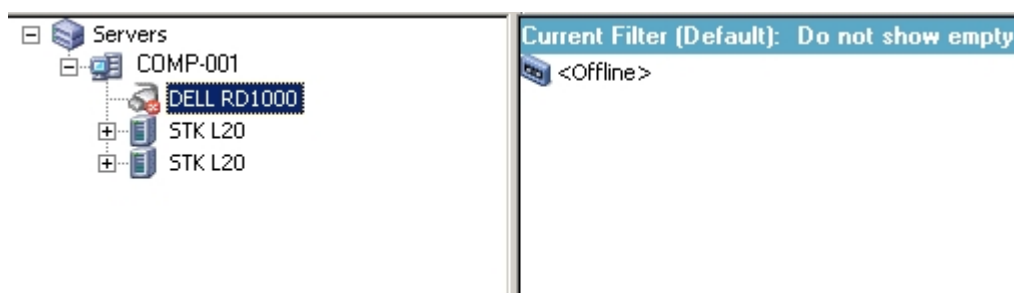 Servers
COMP-001
DELL RD1000
STK L20
STK L20
Current Filter (Default): Do not show empty
<Offline>